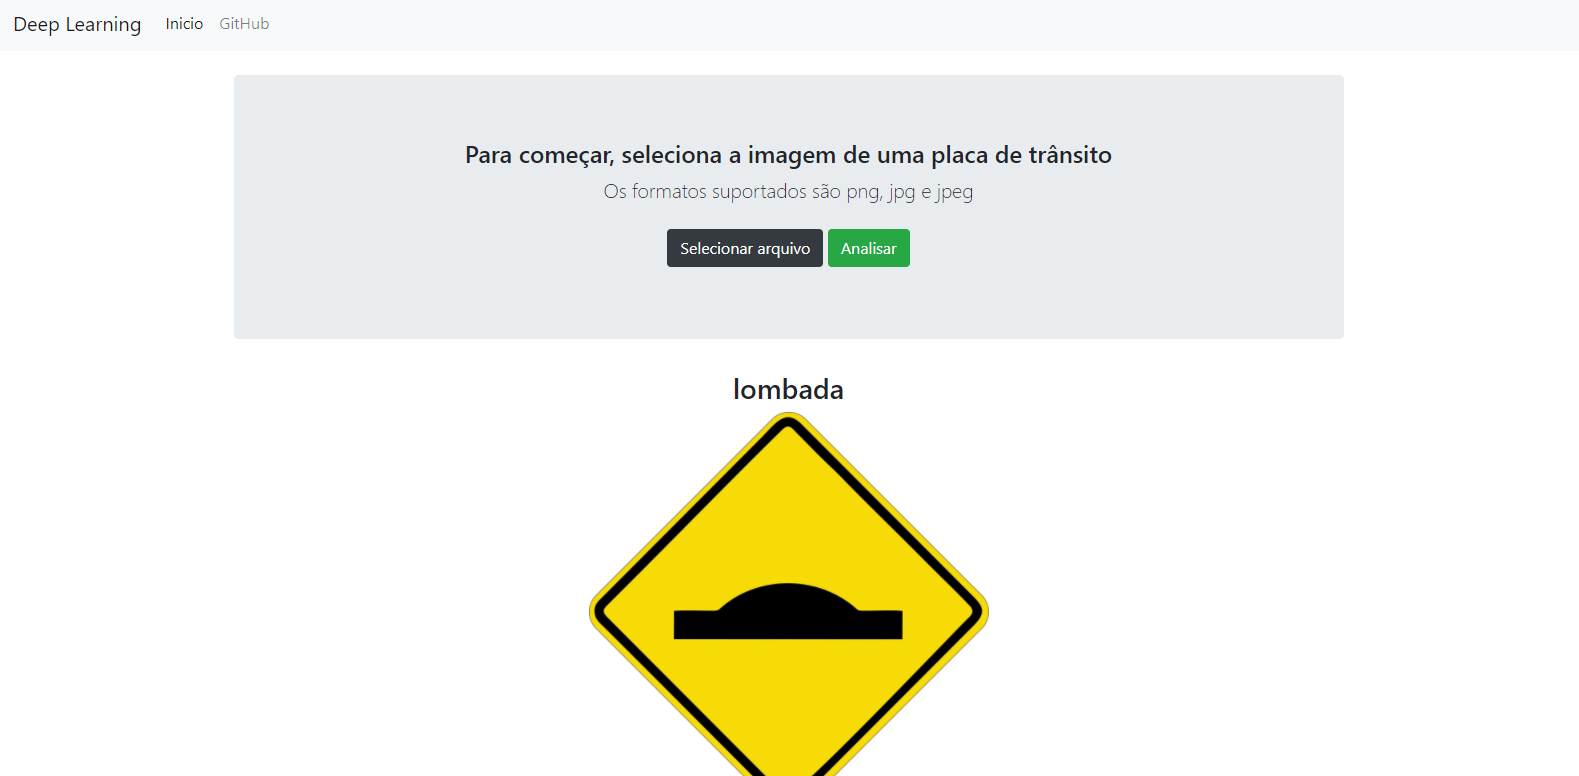 Deep Learning Inicio GitHub
Para começar, seleciona a imagem de uma placa de trânsito
Os formatos suportados são png, jpg e jpeg
Selecionar arquivo Analisar
lombada